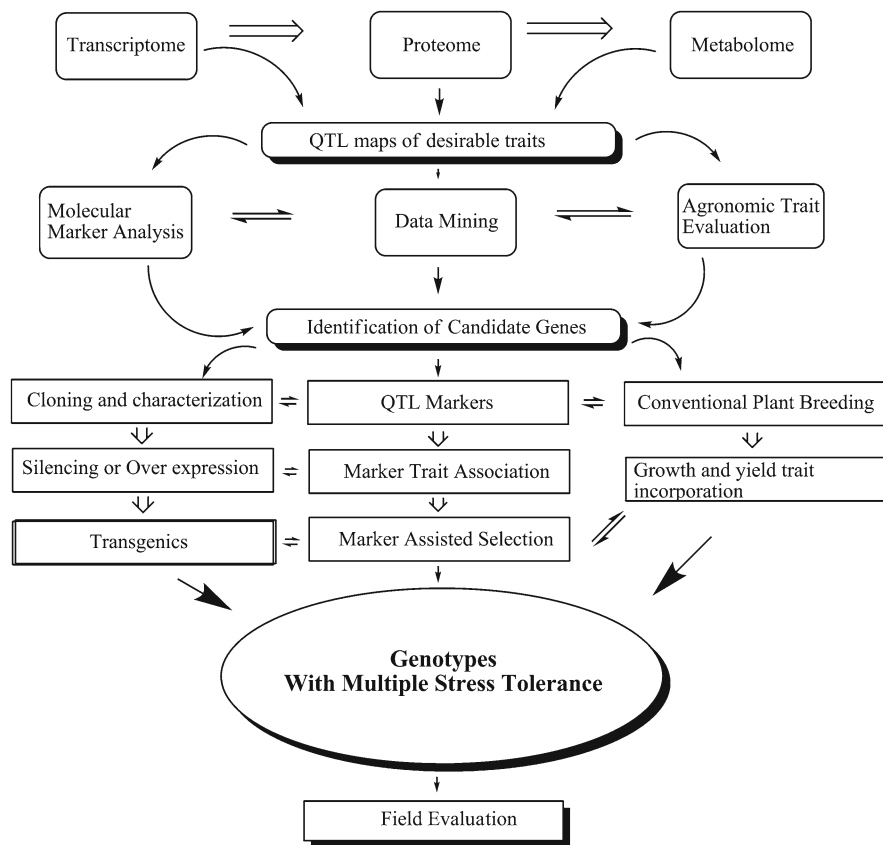 Transcriptome
Proteome
Metabolome
QTL maps of desirable traits
Molecular
Marker Analysis
Data Mining
Agronomic Trait
Evaluation
Identification of Candidate Genes
Cloning and characterization
QTL Markers
Conventional Plant Breeding
Silencing or Over expression
Marker Trait Association
Growth and yield trait
incorporation
Transgenics
Marker Assisted Selection
Genotypes
With Multiple Stress Tolerance
Field Evaluation